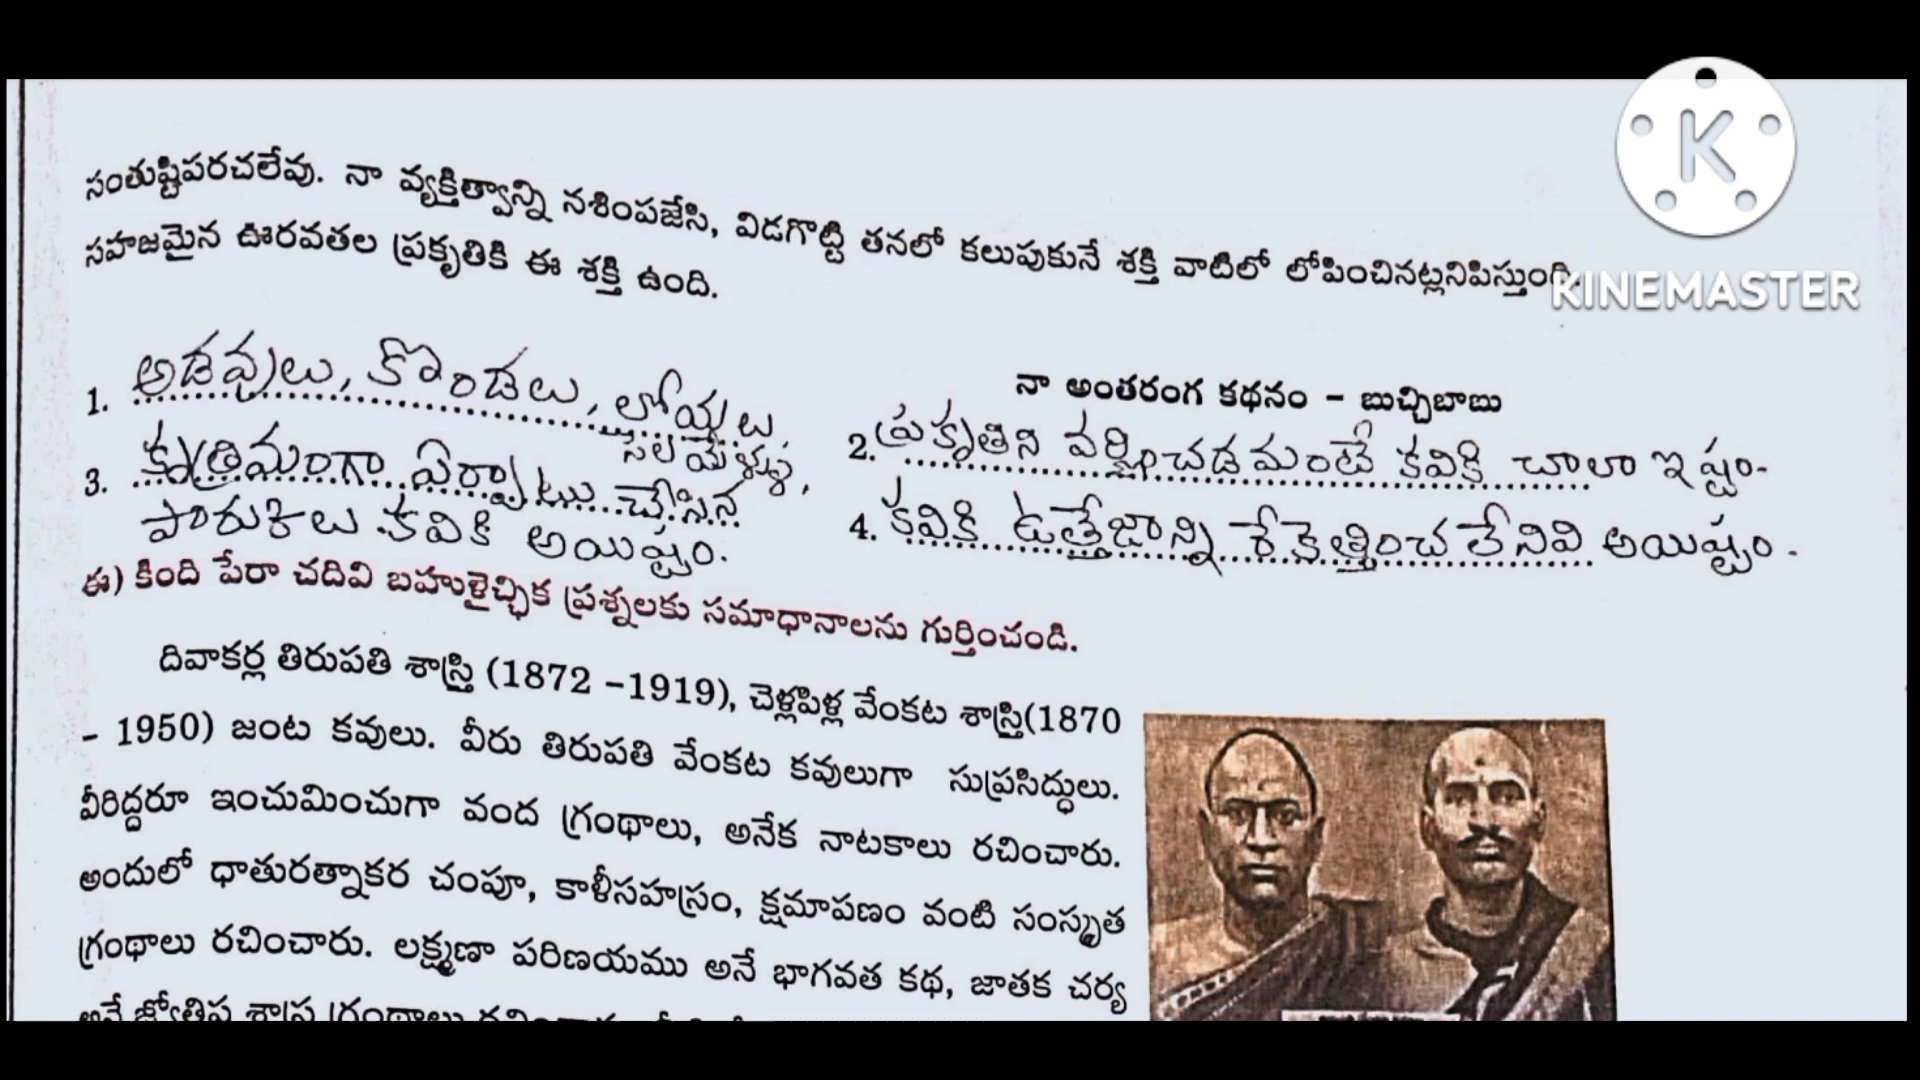 సంతుష్టిపరచలేవు. నా వ్యక్తిత్వాన్ని నశింపజేసి, విడగొట్టి తనలో కలుపుకునే శక్తి వాటిలో లోపించినట్లనిపిస్తుంది.
సహజమైన ఊరవతల ప్రకృతికి ఈ శక్తి ఉంది.
నా అంతరంగ కథనం – బుచ్చిబాబు
1. అడవులు, కొండలు, లోయలు,
సెలయేళ్ళు,
2. ప్రకృతిని వర్ణించడమంటే కవికి చాలా ఇష్టం.
3. కృత్రిమంగా ఏర్పాటు చేసిన
పారుకులు కవికి అయిష్టం.
4. కవికి ఉత్తేజాన్ని రేకెత్తించ లేనివి అయిష్టం.
ఈ) కింది పేరా చదివి బహుళైచ్ఛిక ప్రశ్నలకు సమాధానాలను గుర్తించండి.
దివాకర్ల తిరుపతి శాస్త్రి (1872 –1919), చెళ్లపిళ్ల వేంకట శాస్త్రి(1870
– 1950) జంట కవులు. వీరు తిరుపతి వేంకట కవులుగా సుప్రసిద్ధులు.
వీరిద్దరూ ఇంచుమించుగా వంద గ్రంథాలు, అనేక నాటకాలు రచించారు.
అందులో ధాతురత్నాకర చంపూ, కాళీసహస్రం, క్షమాపణం వంటి సంస్కృత
గ్రంథాలు రచించారు. లక్ష్మణా పరిణయము అనే భాగవత కథ, జాతక చర్య
అనే జ్యోతిష శాస్త్ర గ్రంథాలు
KINEMASTER